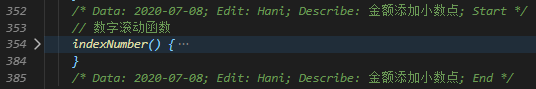 352 /* Data: 2020-07-08; Edit: Hani; Describe: 金额添加小数点; Start */
353 // 数字滚动函数
354 indexNumber() { ⋯
384 }
385 /* Data: 2020-07-08; Edit: Hani; Describe: 金额添加小数点; End */